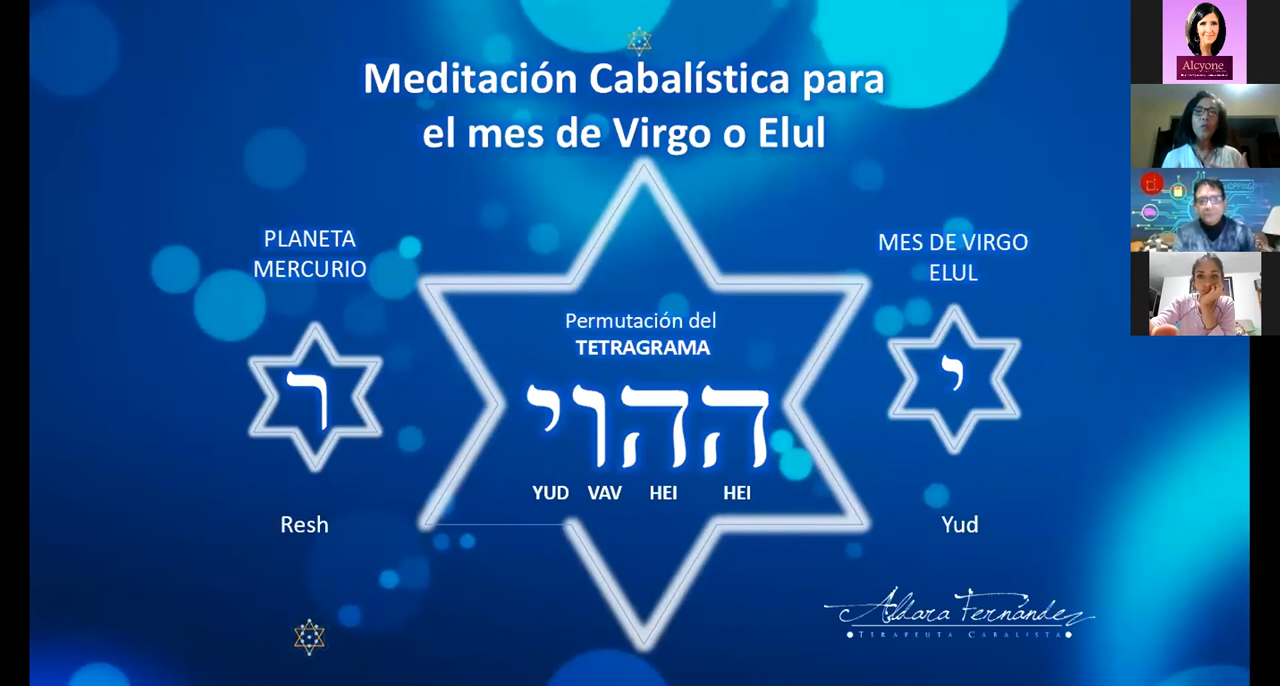 Meditación Cabalística para
el mes de Virgo o Elul
PLANETA
MERCURIO
ר
Resh
Permutación del
TETRAGRAMA
ההוי
YUD VAV HEI HEI
MES DE VIRGO
ELUL
י
Yud
Aldara Fernández
TERAPEUTA CABALISTA
Alcyone